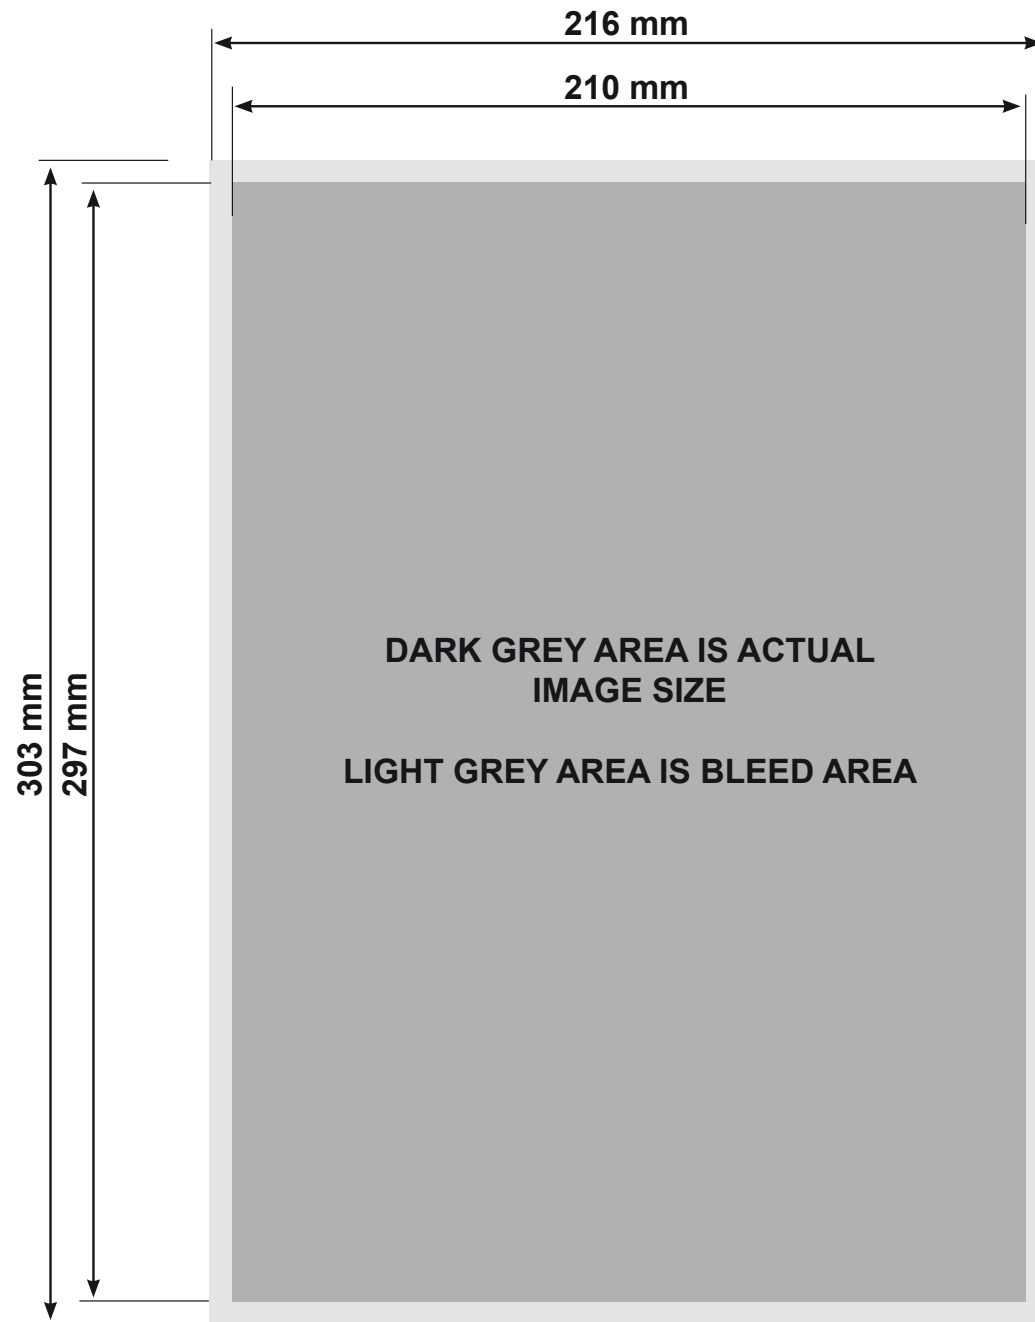 216 mm
210 mm
303 mm
297 mm
DARK GREY AREA IS ACTUAL
IMAGE SIZE
LIGHT GREY AREA IS BLEED AREA